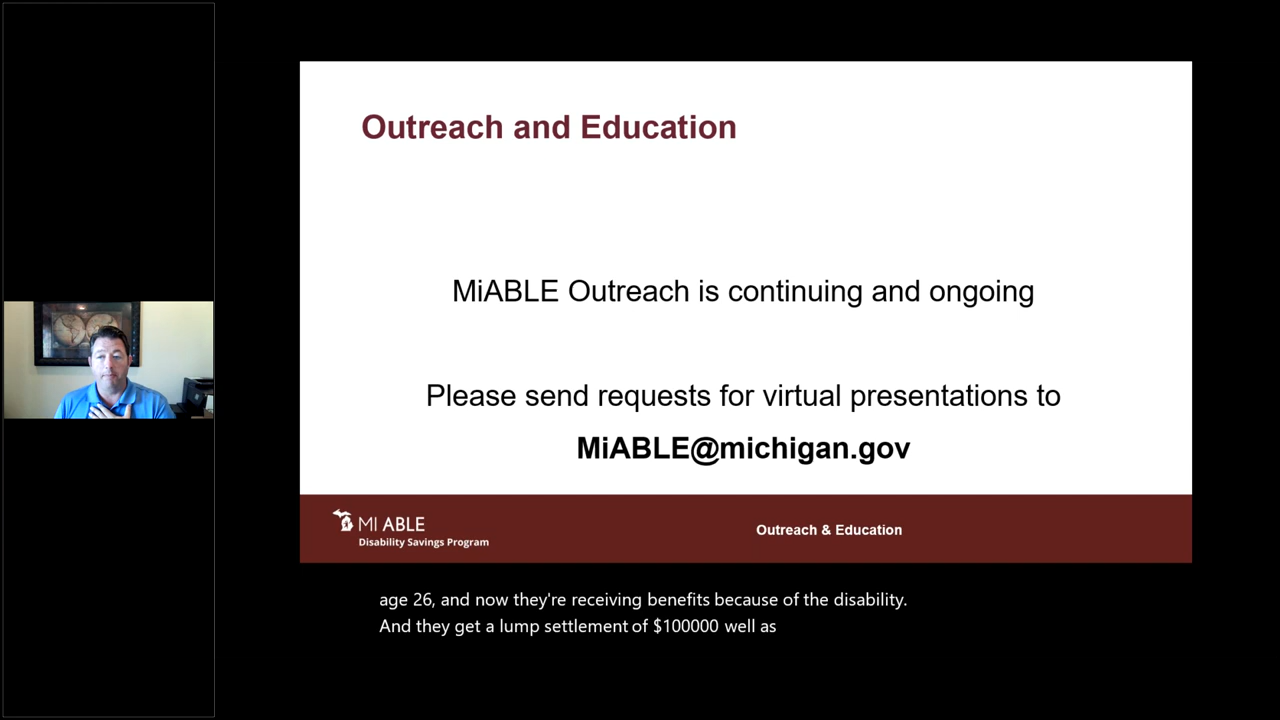 Outreach and Education
MiABLE Outreach is continuing and ongoing
Please send requests for virtual presentations to
MiABLE@michigan.gov
MI ABLE
Disability Savings Program
Outreach & Education
age 26, and now they're receiving benefits because of the disability.
And they get a lump settlement of $100000 well as